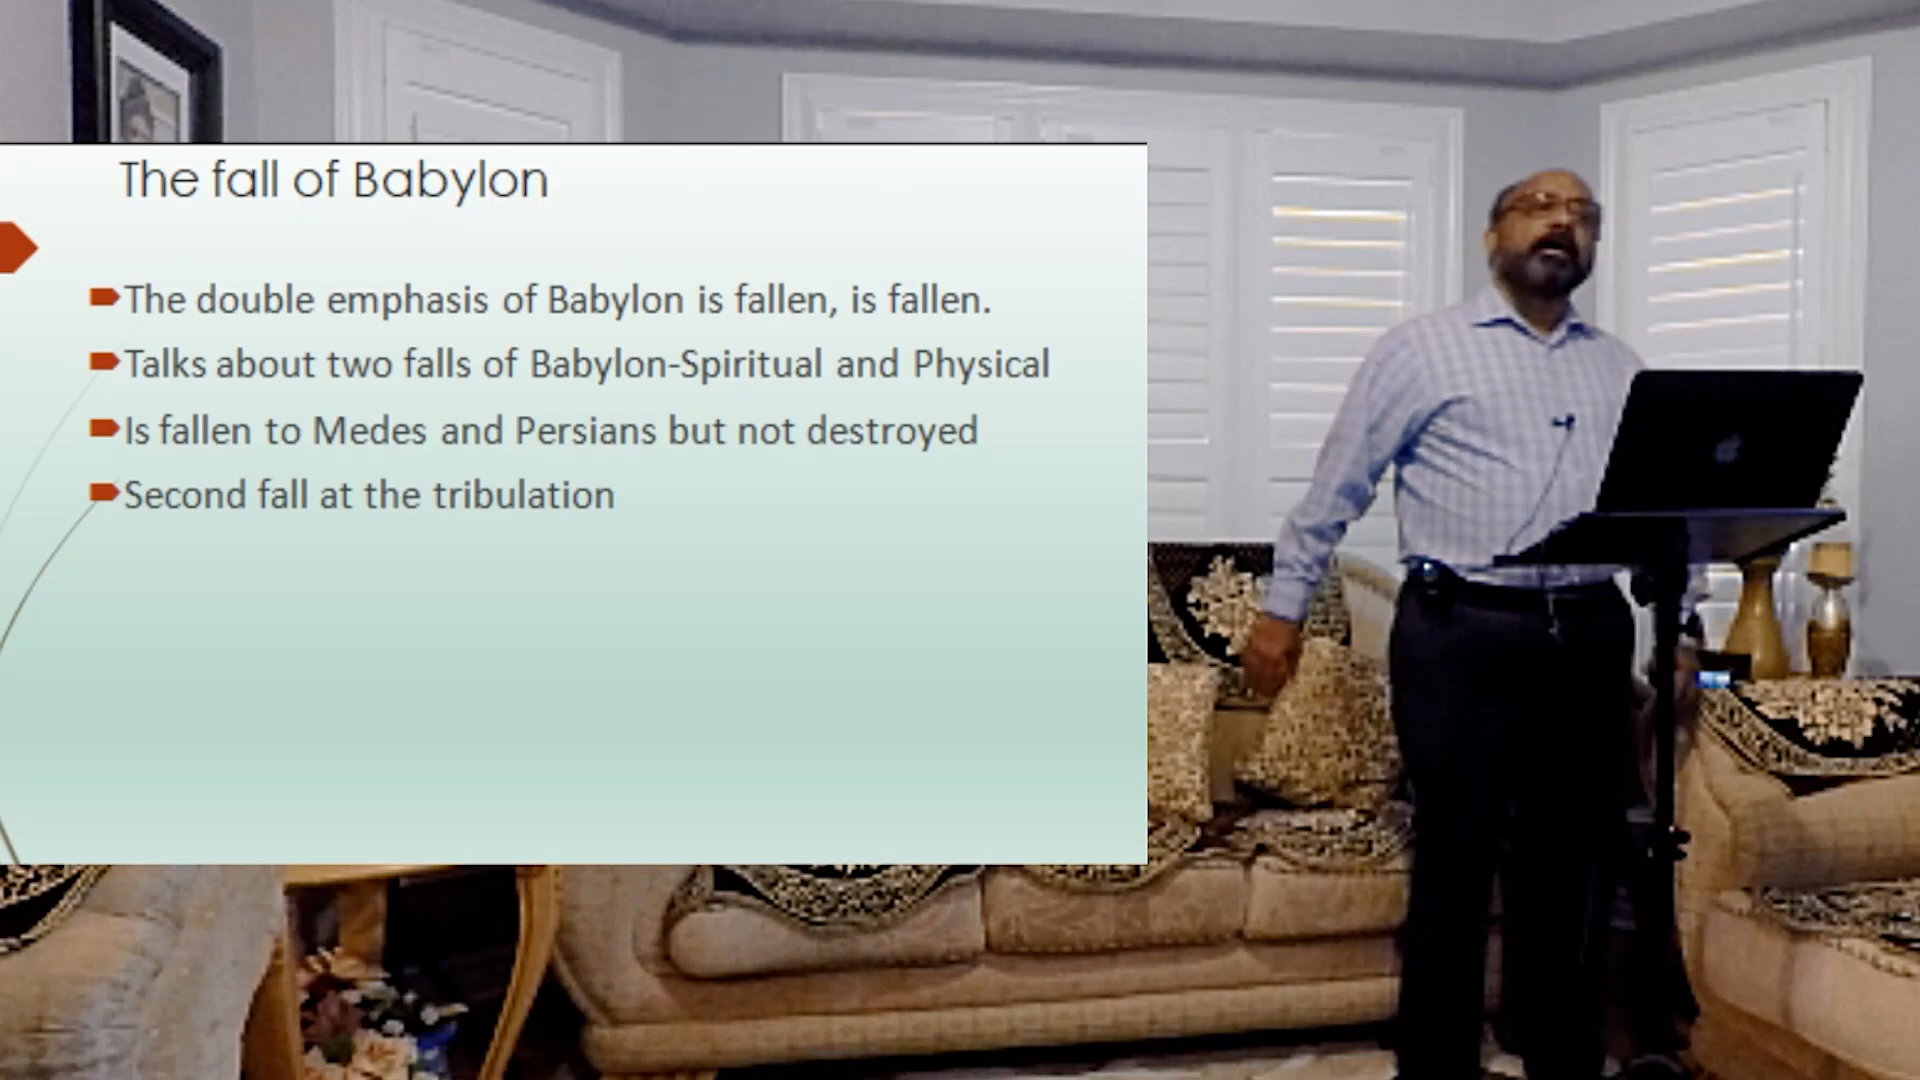 The fall of Babylon
The double emphasis of Babylon is fallen, is fallen.
Talks about two falls of Babylon-Spiritual and Physical
Is fallen to Medes and Persians but not destroyed
Second fall at the tribulation